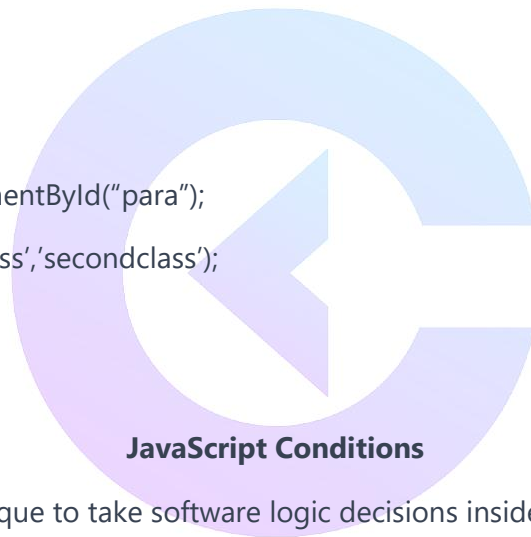 mentById(“para”);
ss’,’secondclass’);
JavaScript Conditions
que to take software logic decisions inside